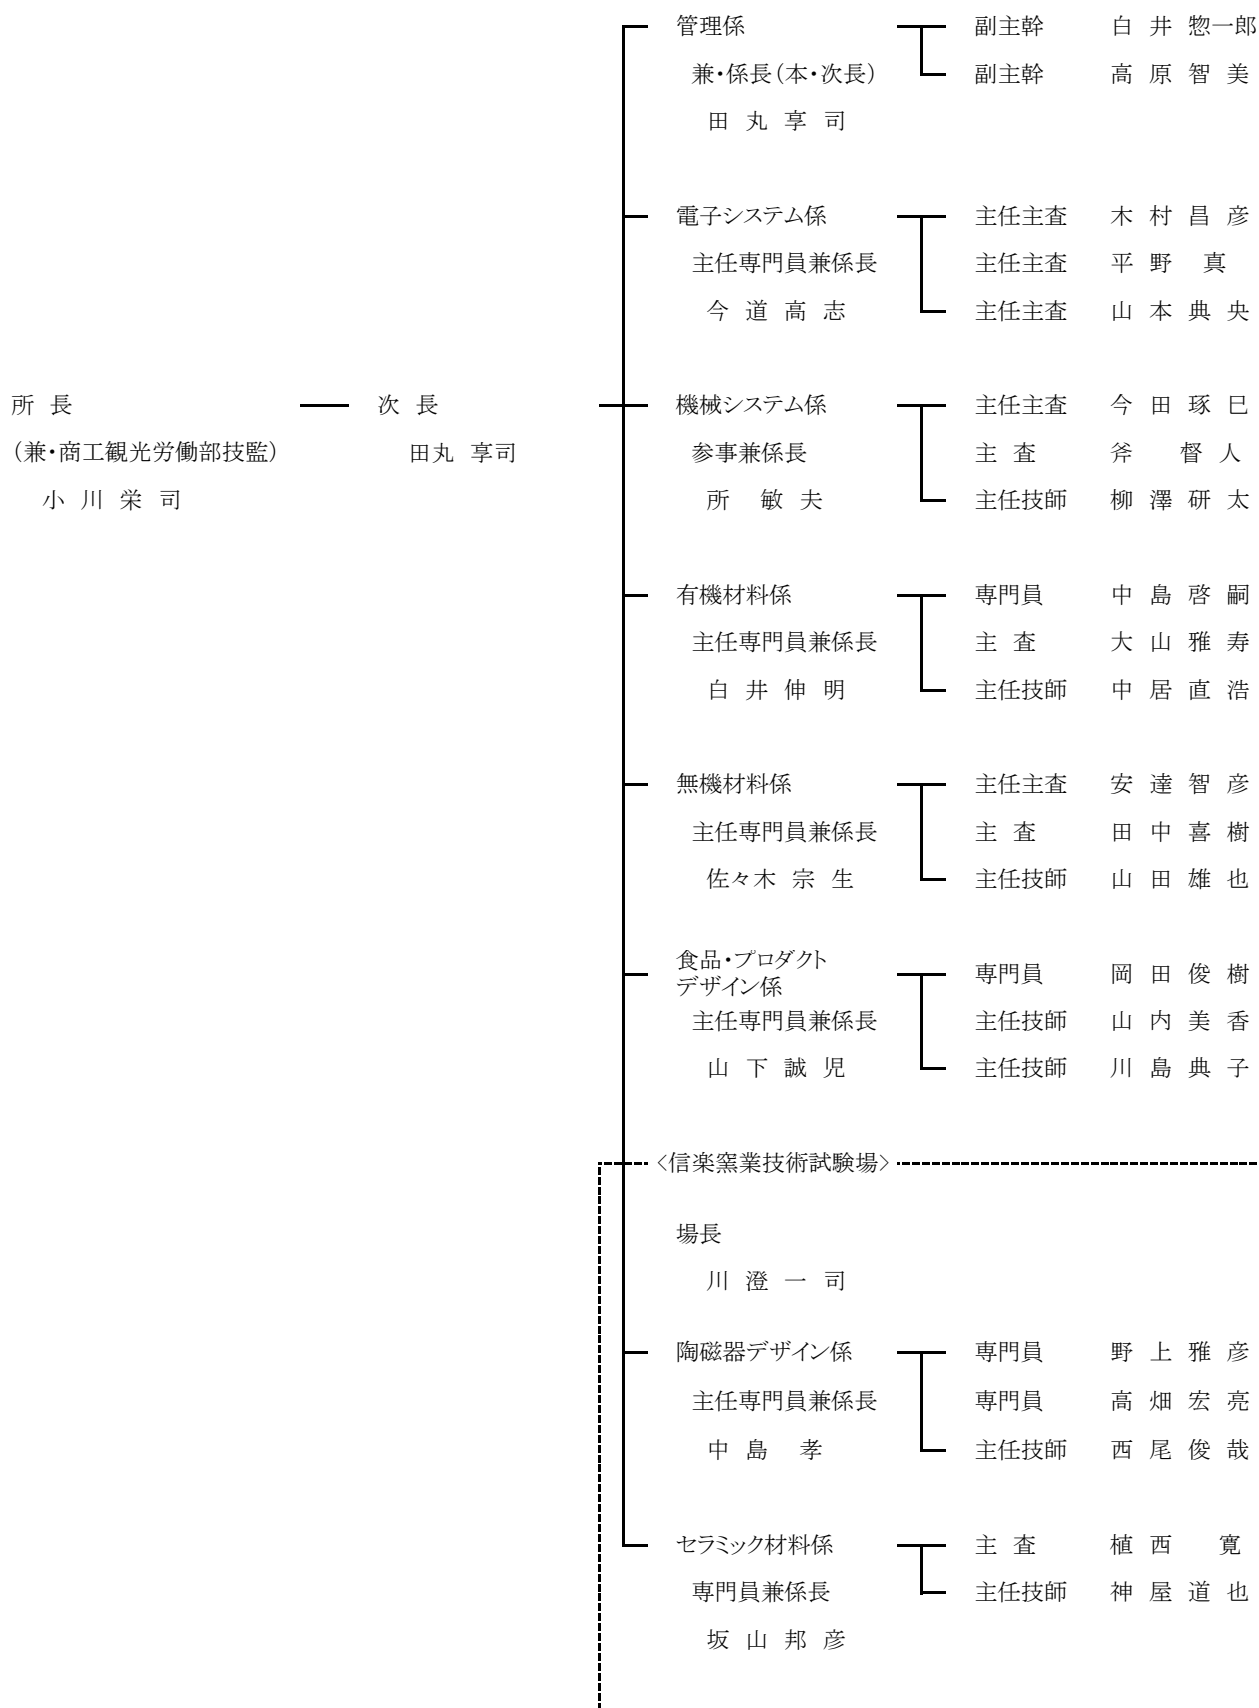 所 長
(兼・商工観光労働部技監)
小 川 栄 司
次 長
田丸 享司
管理係
兼・係長(本・次長)
田 丸 享 司
副主幹 白 井 惣一郎
副主幹 高 原 智 美
電子システム係
主任専門員兼係長
今 道 高 志
主任主査 木 村 昌 彦
主任主査 平 野 真
主任主査 山 本 典 央
機械システム係
参事兼係長
所 敏 夫
主任主査 今 田 琢 巳
主 査 斧 督 人
主任技師 柳 澤 研 太
有機材料係
主任専門員兼係長
白 井 伸 明
専門員 中 島 啓 嗣
主 査 大 山 雅 寿
主任技師 中 居 直 浩
無機材料係
主任専門員兼係長
佐々木 宗 生
主任主査 安 達 智 彦
主 査 田 中 喜 樹
主任技師 山 田 雄 也
食品・プロダクト
デザイン係
主任専門員兼係長
山 下 誠 児
専門員 岡 田 俊 樹
主任技師 山 内 美 香
主任技師 川 島 典 子
<信楽窯業技術試験場>
場長
川 澄 一 司
陶磁器デザイン係
主任専門員兼係長
中 島 孝
専門員 野 上 雅 彦
専門員 高 畑 宏 亮
主任技師 西 尾 俊 哉
セラミック材料係
専門員兼係長
坂 山 邦 彦
主 査 植 西 寛
主任技師 神 屋 道 也